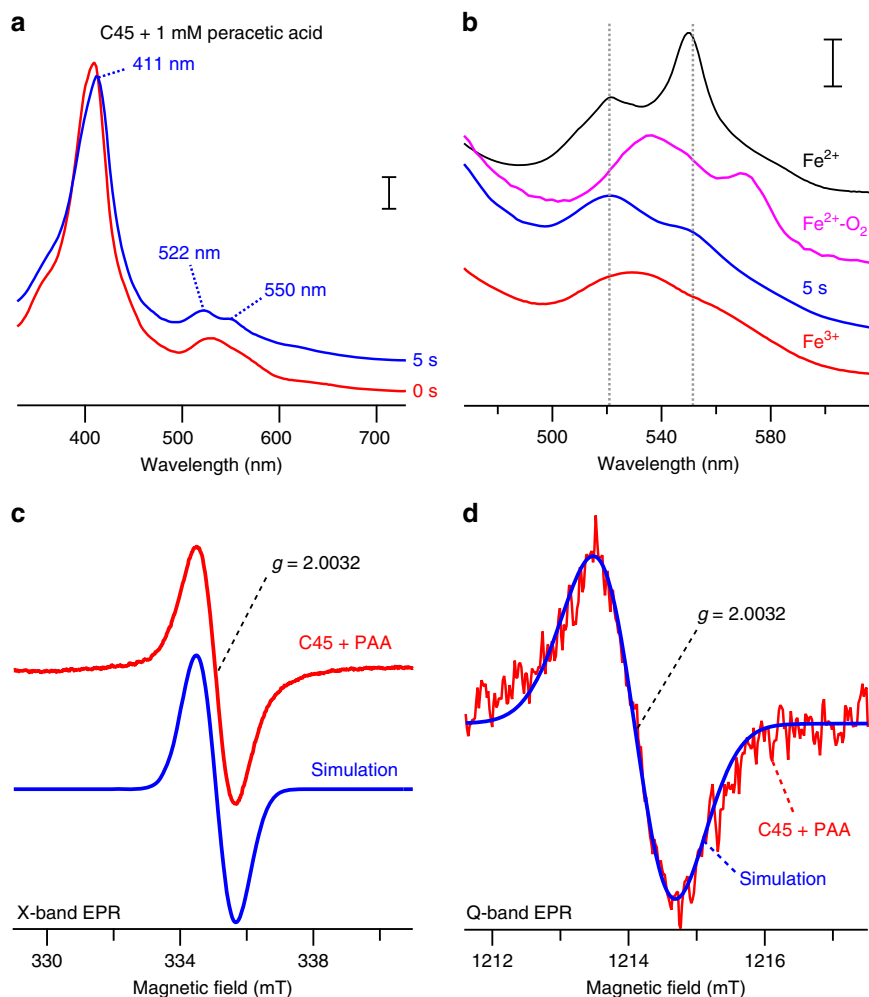 a
C45 + 1 mM peracetic acid
411 nm
522 nm
550 nm
5 s
0 s
400 500 600 700
Wavelength (nm)
b
Fe²⁺
Fe²⁺-O₂
5 s
Fe³⁺
500 540 580
Wavelength (nm)
c
g = 2.0032
C45 + PAA
Simulation
X-band EPR
330 334 338
Magnetic field (mT)
d
g = 2.0032
C45 + PAA
Simulation
Q-band EPR
1212 1214 1216
Magnetic field (mT)